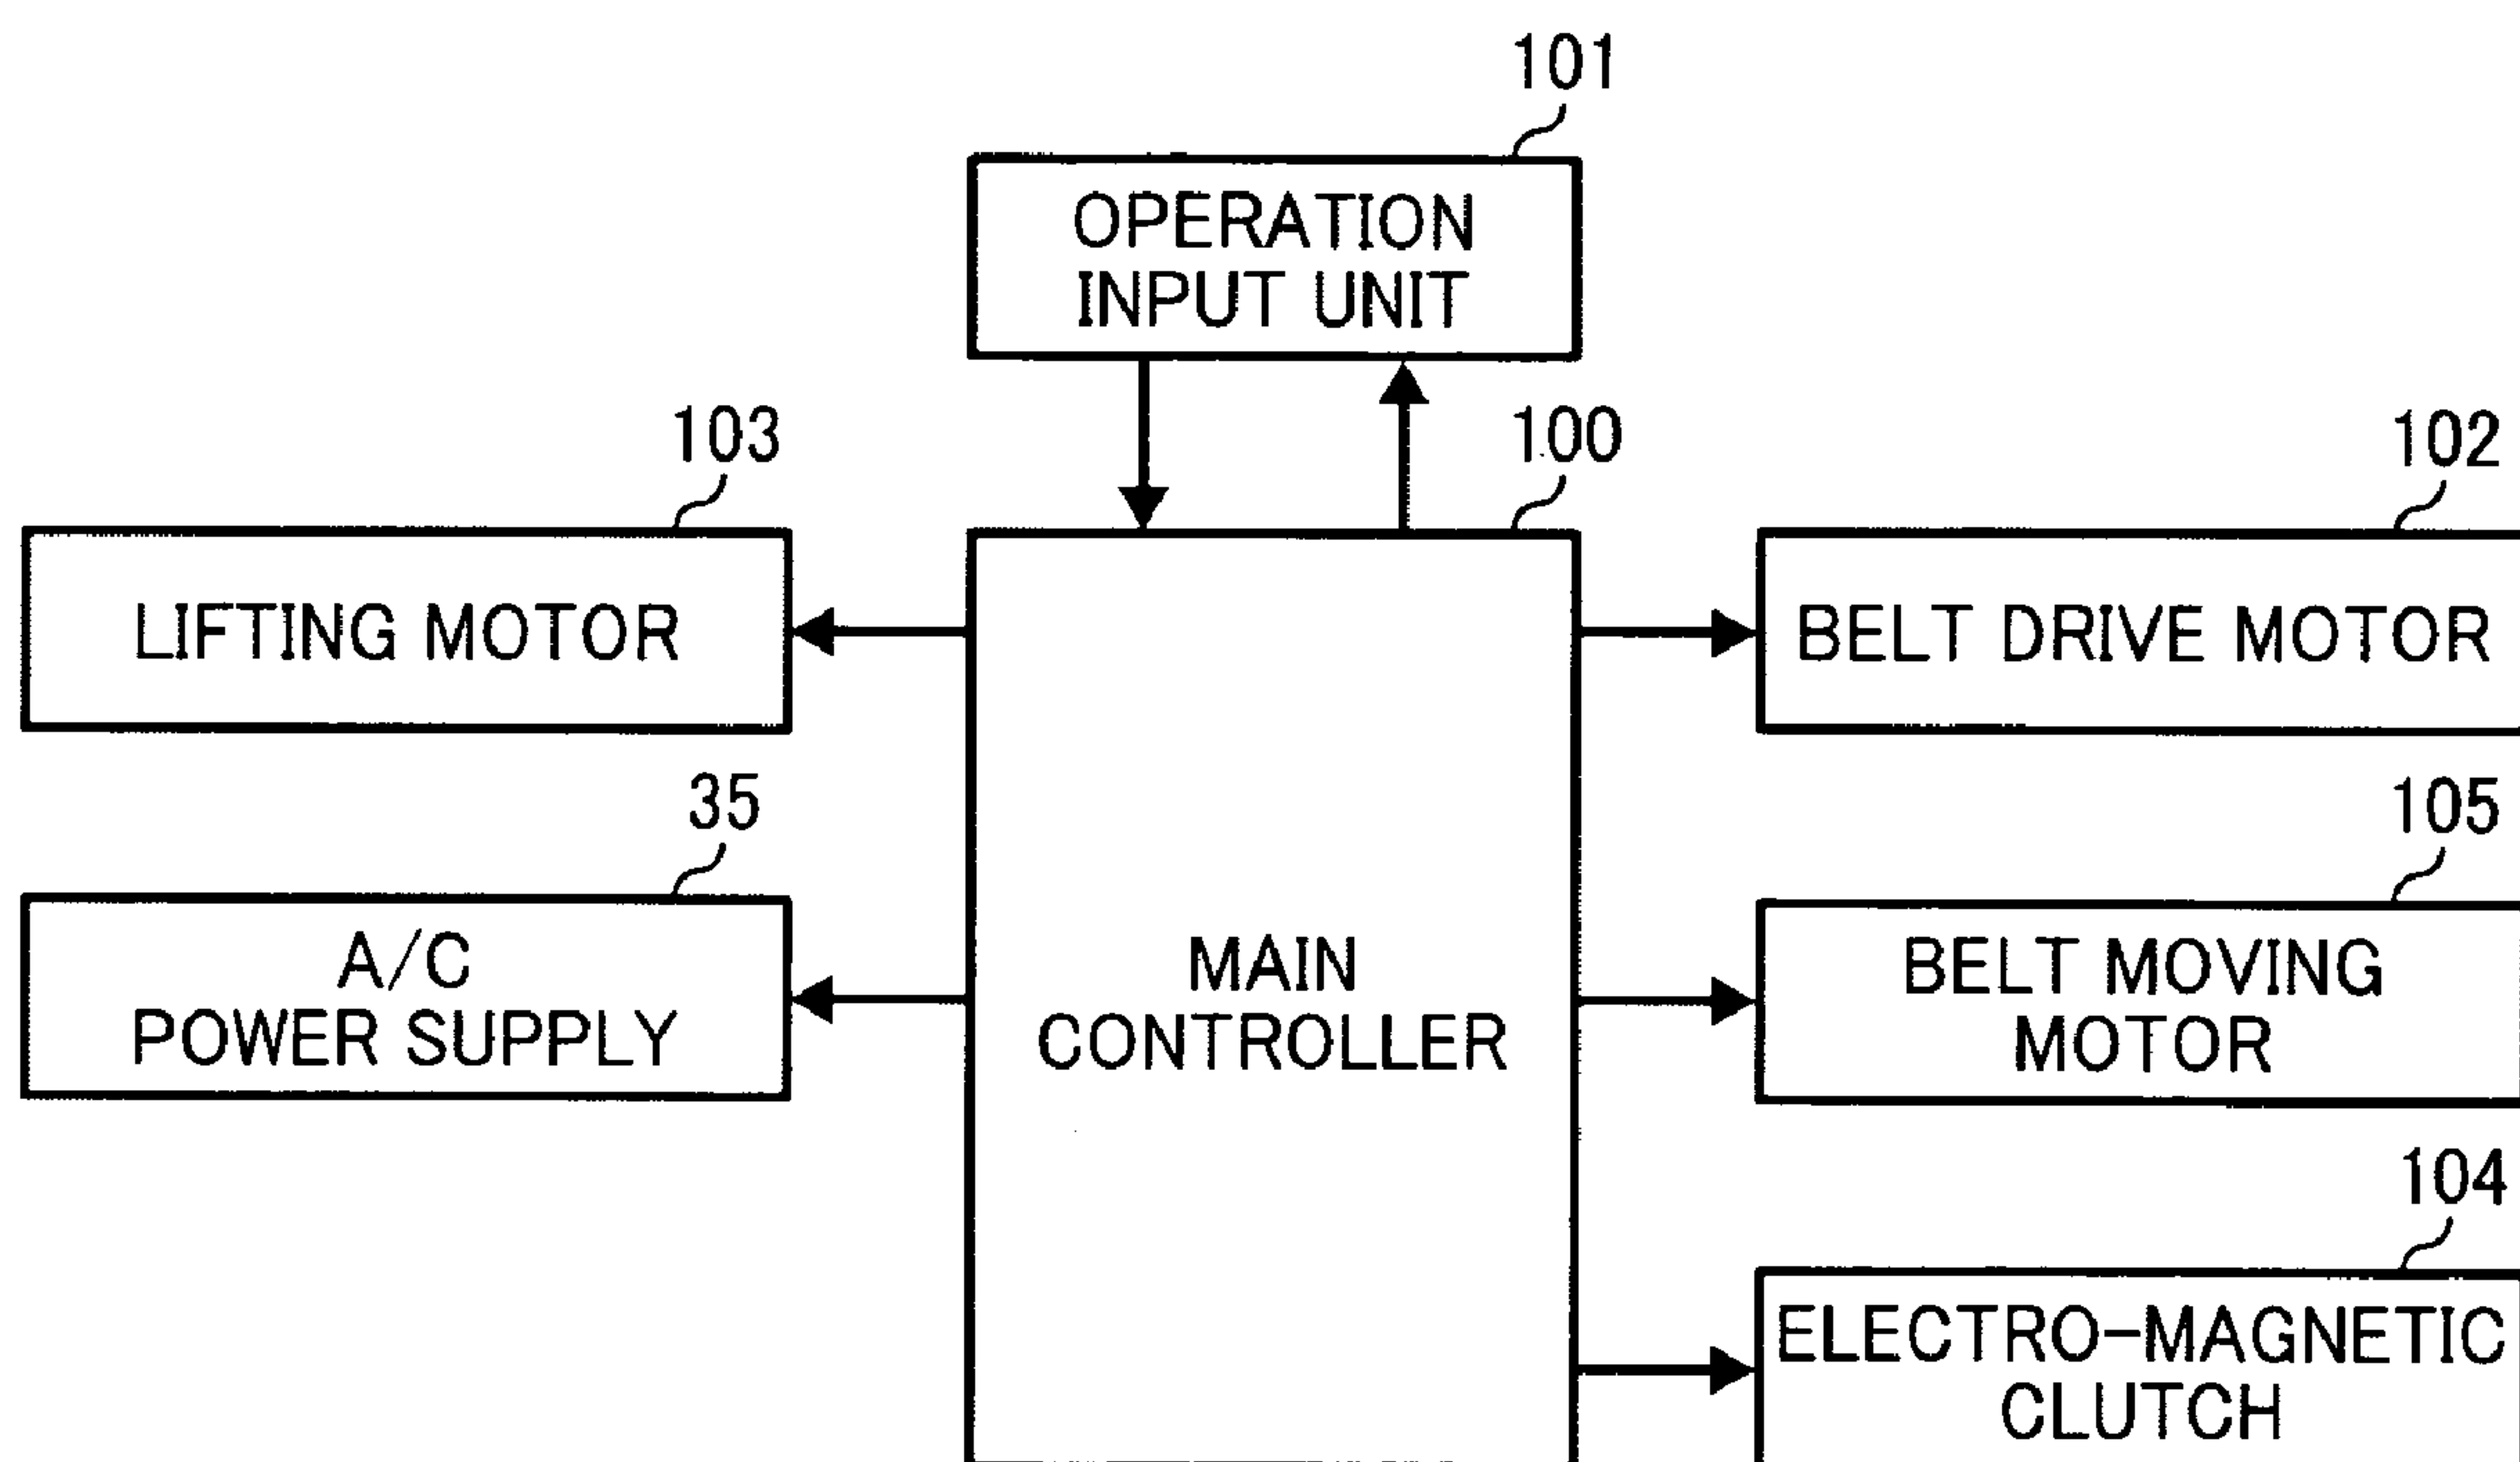 101
OPERATION
INPUT UNIT
103
100
102
LIFTING MOTOR
BELT DRIVE MOTOR
35
105
A/C
POWER SUPPLY
MAIN
CONTROLLER
BELT MOVING
MOTOR
104
ELECTRO-MAGNETIC
CLUTCH